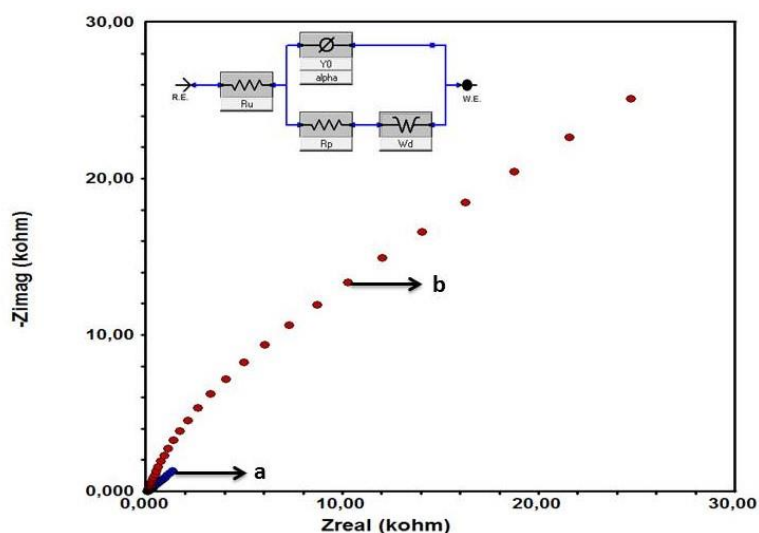 30,00
20,00
10,00
0,000
-Zimag (kohm)
R.E.
Ru
Y0
alpha
Rp
Wd
W.E.
b
a
0,000
10,00
20,00
30,00
Zreal (kohm)